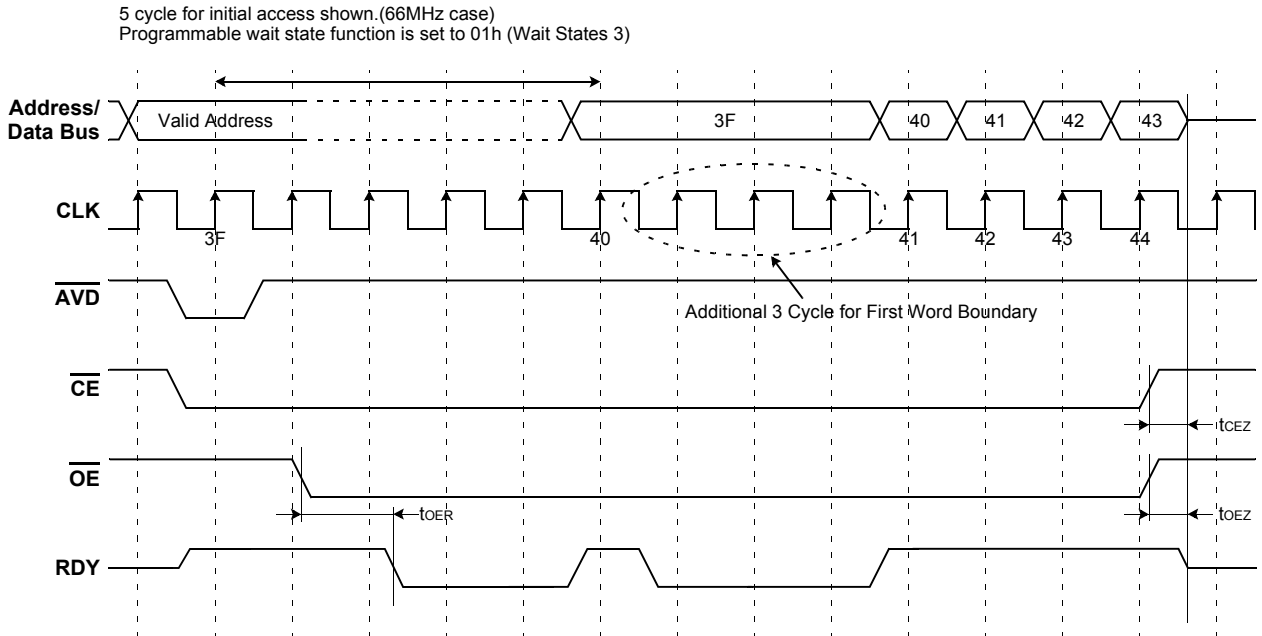 5 cycle for initial access shown.(66MHz case)
Programmable wait state function is set to 01h (Wait States 3)
Address/
Data Bus
Valid Address
3F
40
41
42
43
CLK
3F
40
41
42
43
44
AVD
Additional 3 Cycle for First Word Boundary
CE
tCEZ
OE
tOER
tOEZ
RDY